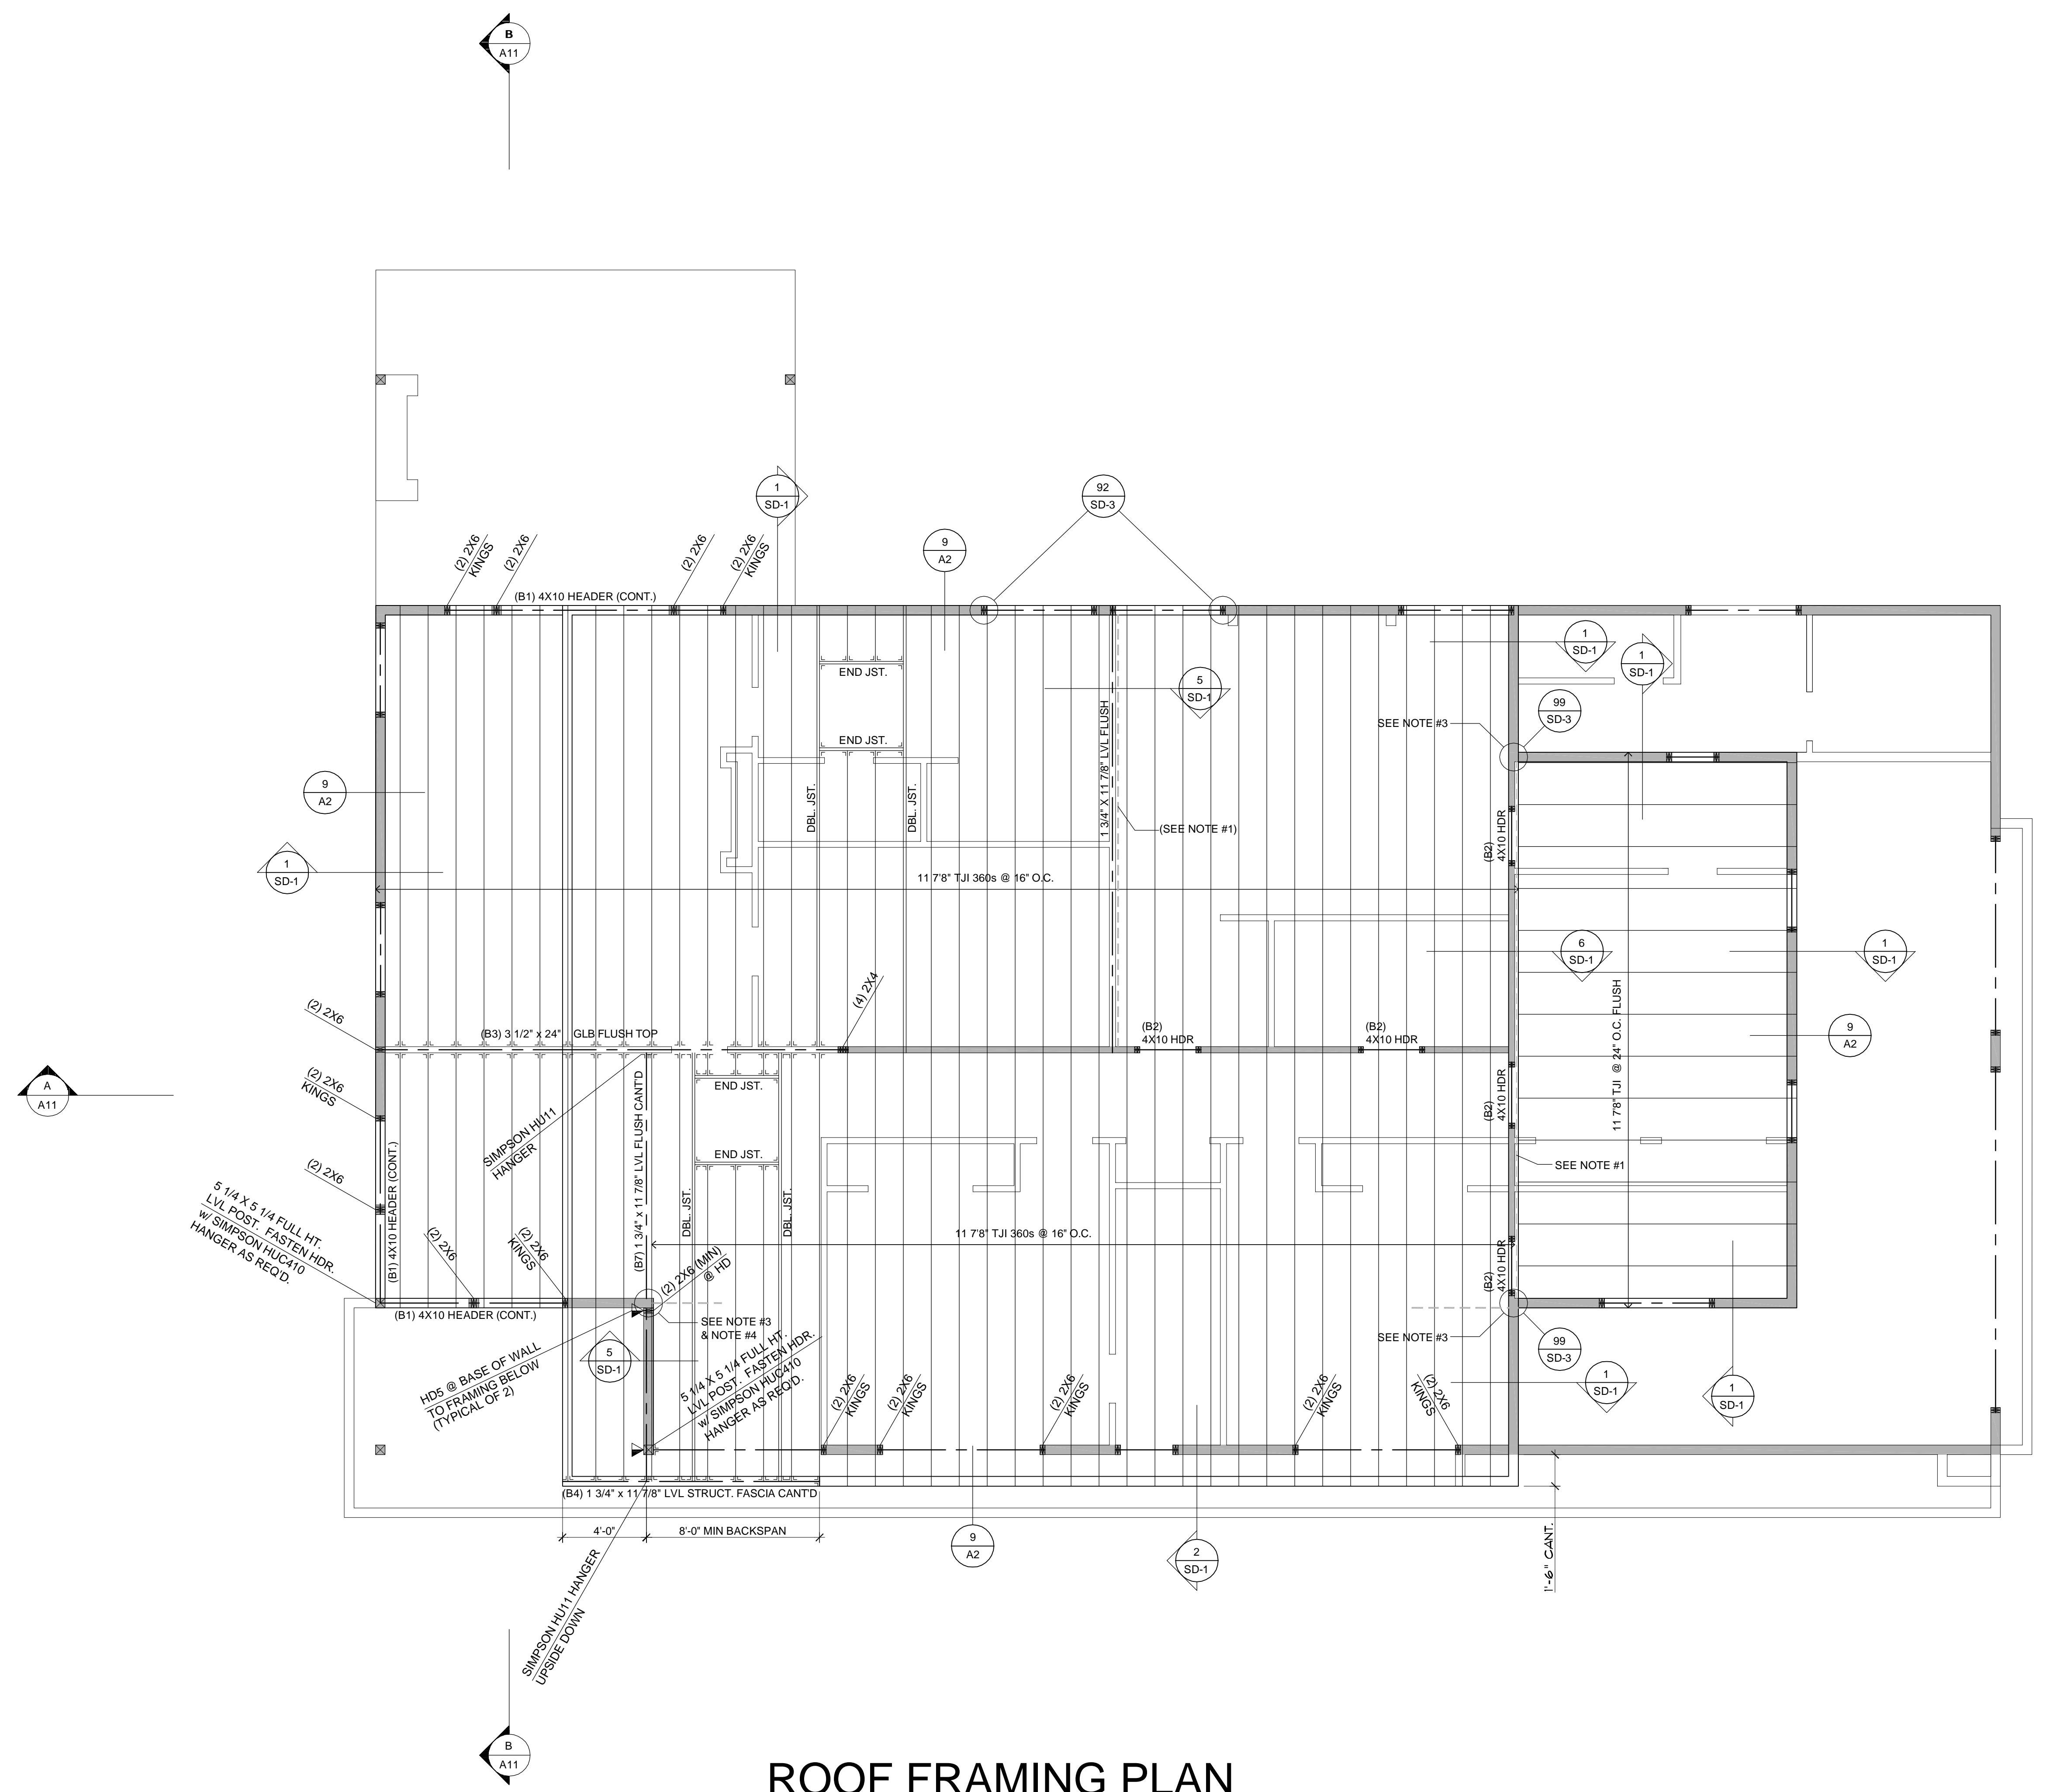 B
A11
1
SD-1
92
SD-3
9
A2
(2) 2X6
KINGS
(2) 2X6
(2) 2X6
(2) 2X6
KINGS
(B1) 4X10 HEADER (CONT.)
1
SD-1
1
SD-1
END JST.
5
SD-1
99
SD-3
SEE NOTE #3
END JST.
9
A2
DBL. JST.
DBL. JST.
1 3/4" X 11 7/8" LVL FLUSH
(SEE NOTE #1)
(B2)
4X10 HDR
1
SD-1
11 7'8" TJI 360s @ 16" O.C.
6
SD-1
1
SD-1
(4) 2X4
(2) 2X6
(B3) 3 1/2" x 24" GLB FLUSH TOP
(B2)
4X10 HDR
(B2)
4X10 HDR
11 7'8" TJI @ 24" O.C. FLUSH
9
A2
A
A11
(2) 2X6
KINGS
END JST.
(B2)
4X10 HDR
SIMPSON HU11
HANGER
(B7) 1 3/4" x 11 7/8" LVL FLUSH CANT'D
END JST.
SEE NOTE #1
(2) 2X6
5 1/4 X 5 1/4 FULL HT.
LVL POST. FASTEN HDR.
w/ SIMPSON HUC410
HANGER AS REQ'D.
(B1) 4X10 HEADER (CONT.)
DBL. JST.
DBL. JST.
(2) 2X6
(2) 2X6
KINGS
(2) 2X6 (MIN)
@ HD
11 7'8" TJI 360s @ 16" O.C.
(B2)
4X10 HDR
(B1) 4X10 HEADER (CONT.)
SEE NOTE #3
& NOTE #4
SEE NOTE #3
99
SD-3
5
SD-1
HD5 @ BASE OF WALL
TO FRAMING BELOW
(TYPICAL OF 2)
5 1/4 X 5 1/4 FULL HT.
LVL POST. FASTEN HDR.
w/ SIMPSON HUC410
HANGER AS REQ'D.
(2) 2X6
KINGS
(2) 2X6
KINGS
(2) 2X6
KINGS
(2) 2X6
KINGS
(2) 2X6
KINGS
1
SD-1
1
SD-1
(B4) 1 3/4" x 11 7/8" LVL STRUCT. FASCIA CANT'D
4'-0"
8'-0" MIN BACKSPAN
9
A2
2
SD-1
1'-6" CANT.
SIMPSON HU11 HANGER
UPSIDE DOWN
B
A11
ROOF FRAMING PLAN